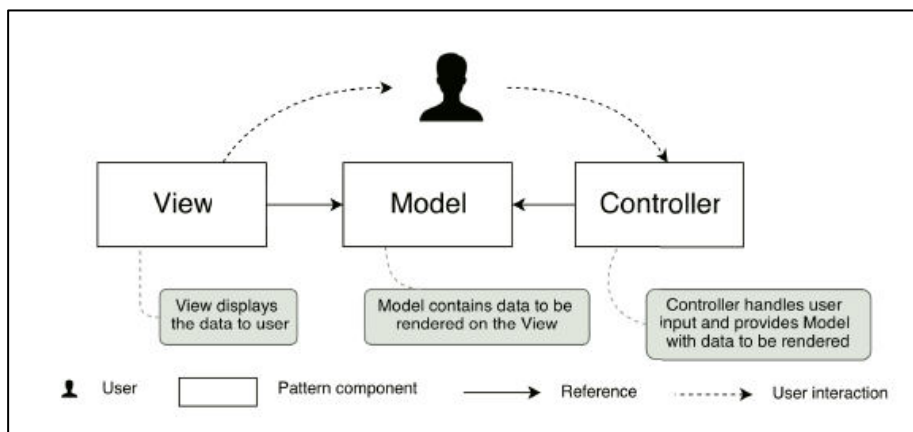 View
Model
Controller
View displays
the data to user
Model contains data to be
rendered on the View
Controller handles user
input and provides Model
with data to be rendered
User
Pattern component
Reference
User interaction